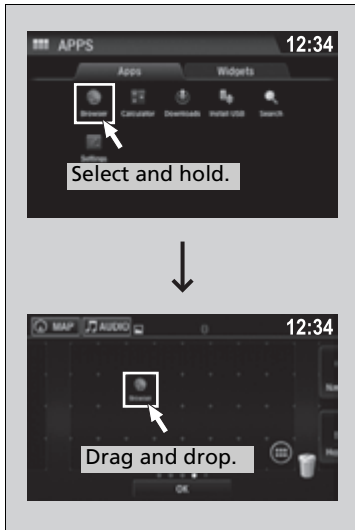 APPS 12:34
Apps Widgets
Browser Calculator Downloads Install USB Search
Settings
Select and hold.
MAP AUDIO 0 12:34
Browser
Drag and drop.
OK